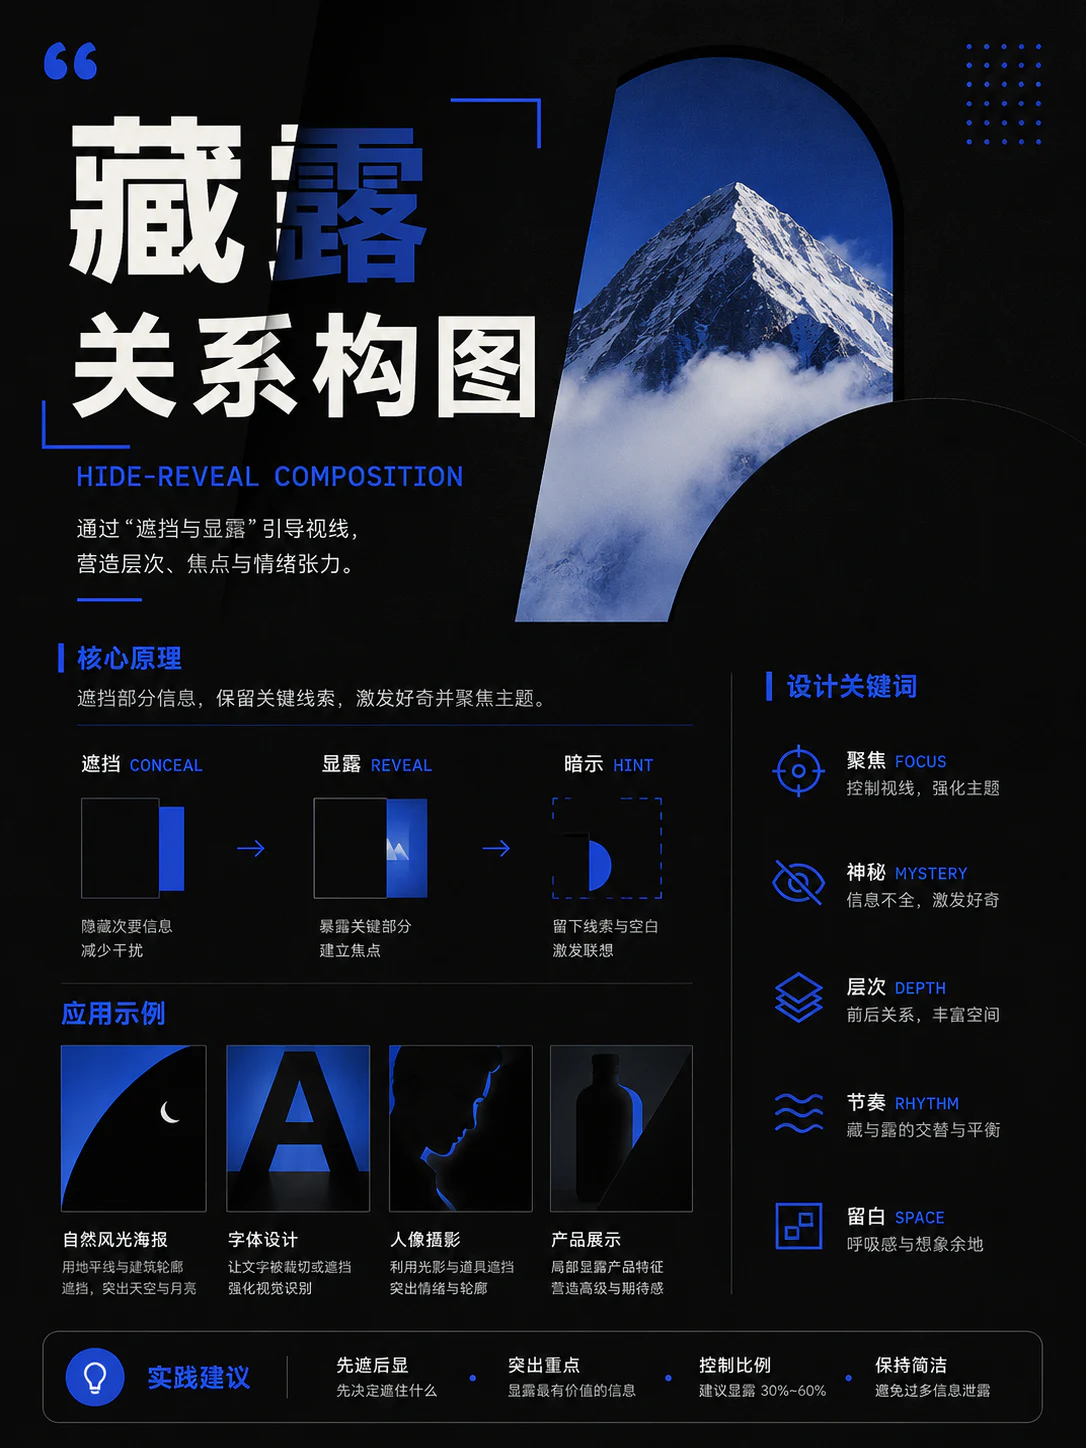 “
藏露
关系构图
HIDE-REVEAL COMPOSITION
通过“遮挡与显露”引导视线，
营造层次、焦点与情绪张力。
核心原理
遮挡部分信息，保留关键线索，激发好奇并聚焦主题。
遮挡 CONCEAL
隐藏次要信息
减少干扰
显露 REVEAL
暴露关键部分
建立焦点
暗示 HINT
留下线索与空白
激发联想
应用示例
A
自然风光海报
用地平线与建筑轮廓
遮挡，突出天空与月亮
字体设计
让文字被裁切或遮挡
强化视觉识别
人像摄影
利用光影与道具遮挡
突出情绪与轮廓
产品展示
局部显露产品特征
营造高级与期待感
设计关键词
聚焦 FOCUS
控制视线，强化主题
神秘 MYSTERY
信息不全，激发好奇
层次 DEPTH
前后关系，丰富空间
节奏 RHYTHM
藏与露的交替与平衡
留白 SPACE
呼吸感与想象余地
实践建议
先遮后显
先决定遮住什么
突出重点
显露最有价值的信息
控制比例
建议显露 30%~60%
保持简洁
避免过多信息泄露